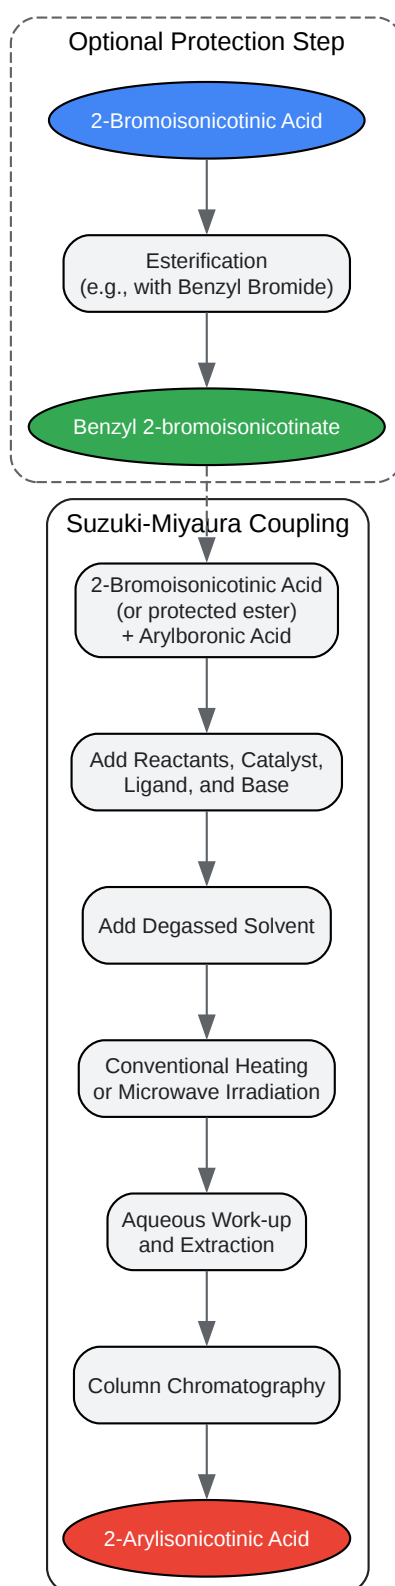 Optional Protection Step
2-Bromoisonicotinic Acid
Esterification
(e.g., with Benzyl Bromide)
Benzyl 2-bromoisonicotinate
Suzuki-Miyaura Coupling
2-Bromoisonicotinic Acid
(or protected ester)
+ Arylboronic Acid
Add Reactants, Catalyst,
Ligand, and Base
Add Degassed Solvent
Conventional Heating
or Microwave Irradiation
Aqueous Work-up
and Extraction
Column Chromatography
2-Arylisonicotinic Acid